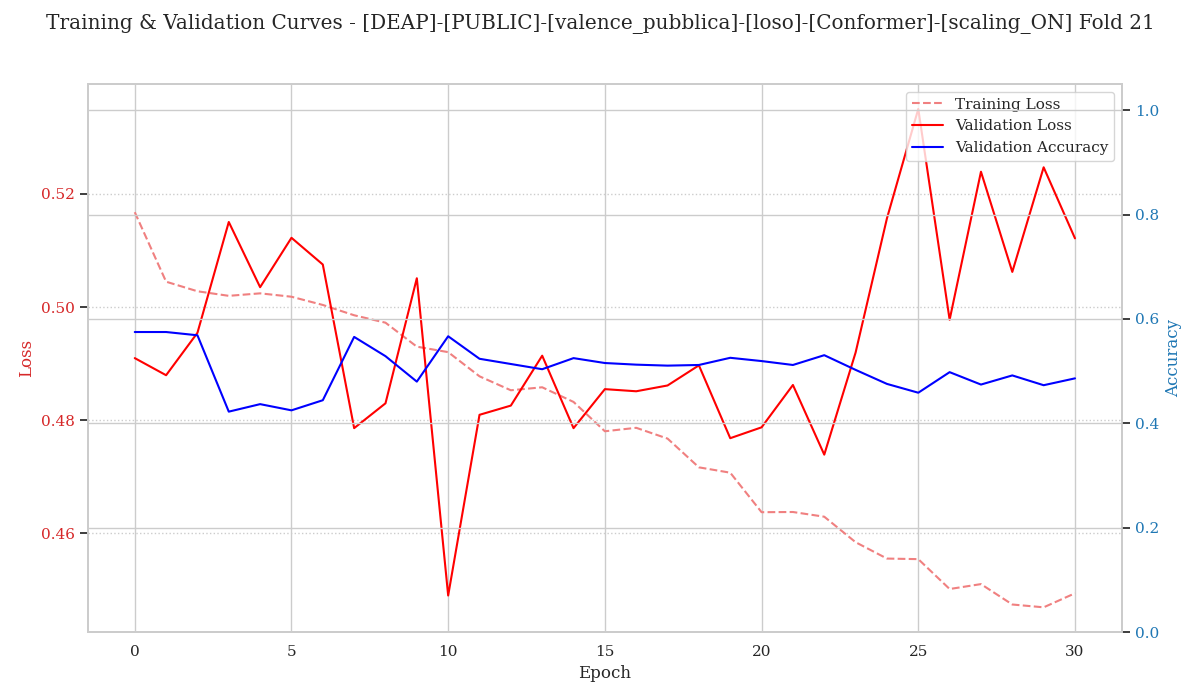 Training & Validation Curves - [DEAP]-[PUBLIC]-[valence_pubblica]-[loso]-[Conformer]-[scaling_ON] Fold 21
Training Loss
Validation Loss
Validation Accuracy
Loss
0.52
0.50
0.48
0.46
1.0
0.8
0.6
0.4
0.2
0.0
Accuracy
0 5 10 15 20 25 30
Epoch